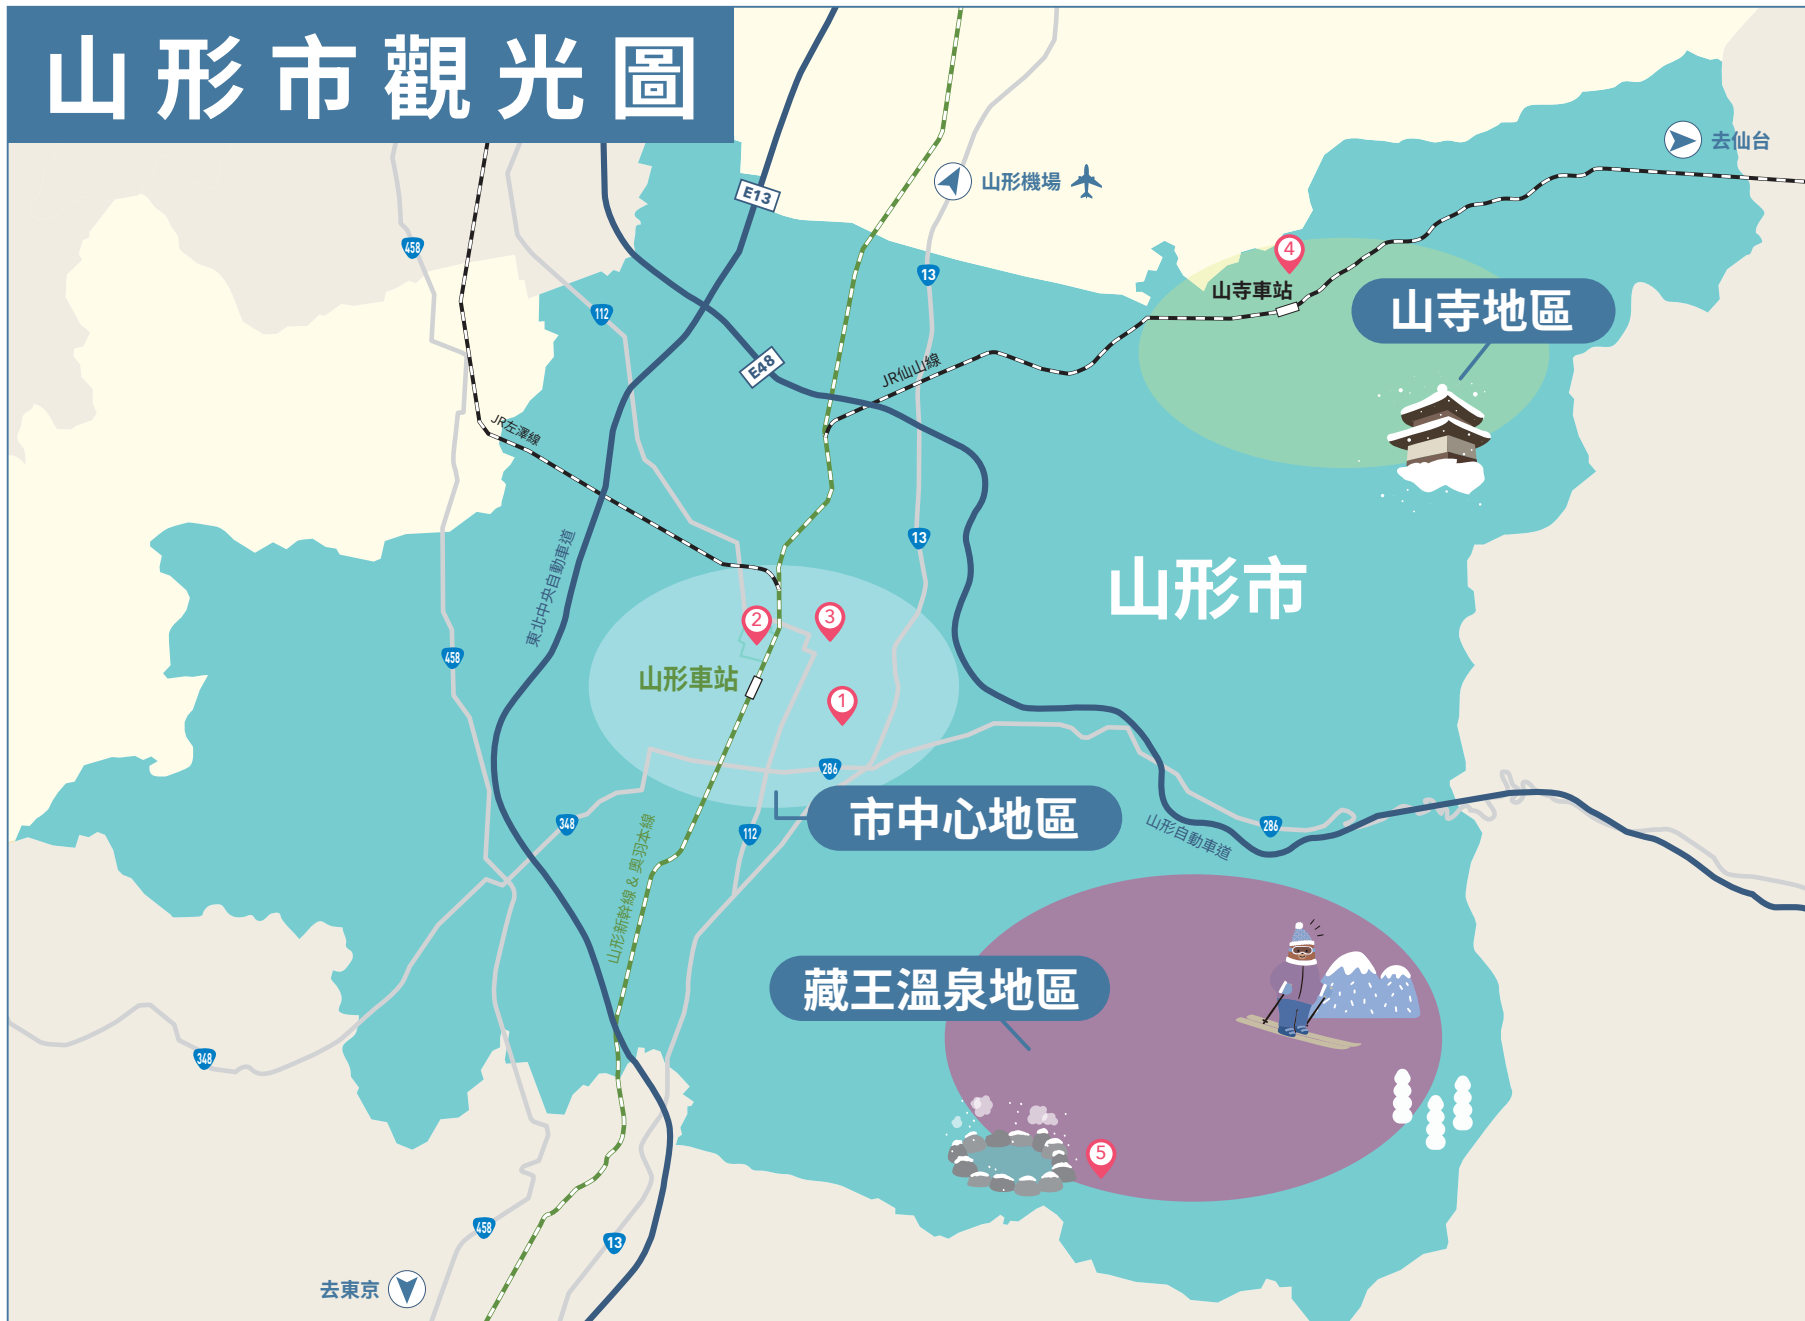 山形市觀光圖
去仙台
山形機場
E13
458
4
13
山寺車站
山寺地區
112
E48
JR仙山線
JR左澤線
13
東北中央自動車道
山形市
2
3
458
山形車站
1
286
348
112
市中心地區
286
山形自動車道
山形新幹線 & 奧羽本線
藏王溫泉地區
348
5
458
13
去東京